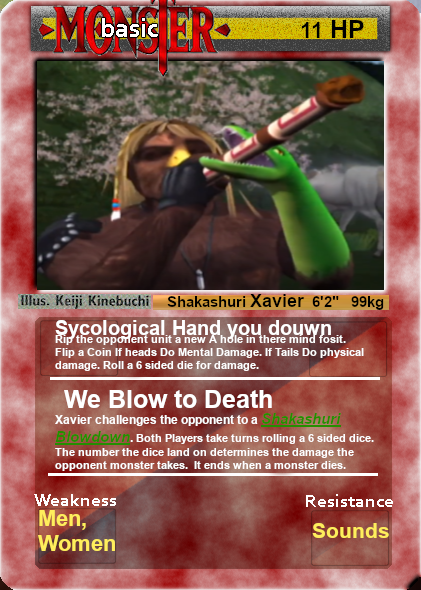 MONSTER
basic
11 HP
Illus. Keiji Kinebuchi
Shakashuri Xavier 6'2" 99kg
Sycological Hand you douwn
Rip the opponent unit a new A hole in there mind fosit.
Flip a Coin If heads Do Mental Damage. If Tails Do physical
damage. Roll a 6 sided die for damage.
We Blow to Death
Xavier challenges the opponent to a Shakashuri
Blowdown. Both Players take turns rolling a 6 sided dice.
The number the dice land on determines the damage the
opponent monster takes. It ends when a monster dies.
Weakness
Resistance
Men,
Women
Sounds